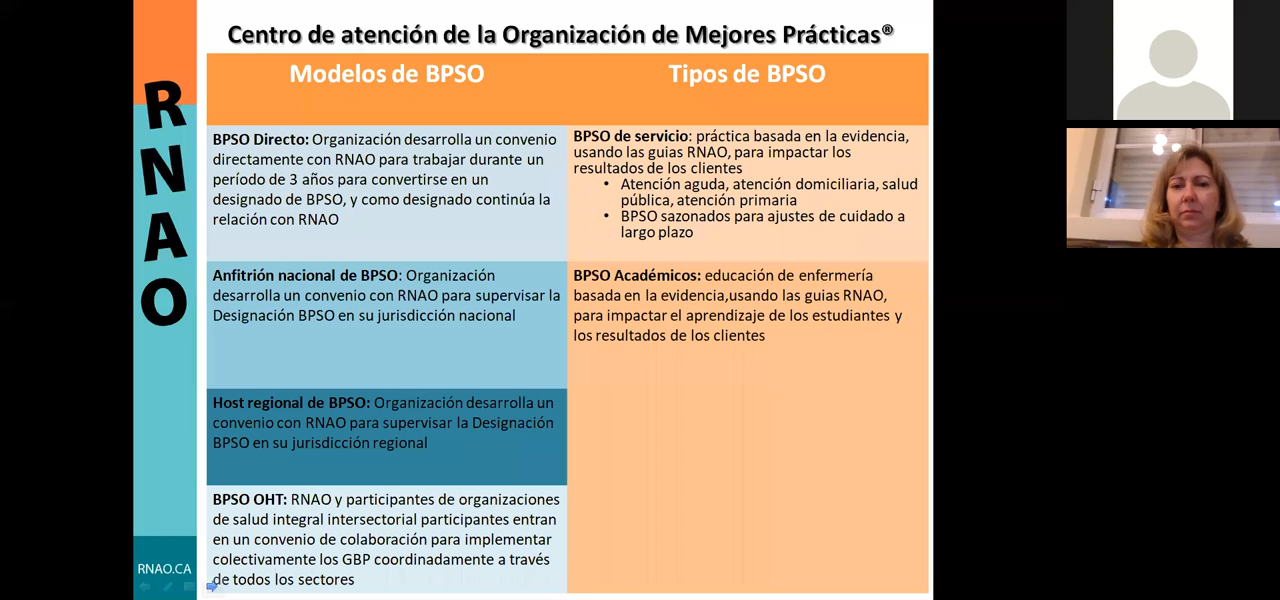 Centro de atención de la Organización de Mejores Prácticas®
RNAO
Modelos de BPSO
Tipos de BPSO
BPSO Directo: Organización desarrolla un convenio
directamente con RNAO para trabajar durante un
período de 3 años para convertirse en un
designado de BPSO, y como designado continúa la
relación con RNAO
BPSO de servicio: práctica basada en la evidencia,
usando las guias RNAO, para impactar los
resultados de los clientes
• Atención aguda, atención domiciliaria, salud
pública, atención primaria
• BPSO sazonados para ajustes de cuidado a
largo plazo
Anfitrión nacional de BPSO: Organización
desarrolla un convenio con RNAO para supervisar la
Designación BPSO en su jurisdicción nacional
BPSO Académicos: educación de enfermería
basada en la evidencia,usando las guias RNAO,
para impactar el aprendizaje de los estudiantes y
los resultados de los clientes
Host regional de BPSO: Organización desarrolla un
convenio con RNAO para supervisar la Designación
BPSO en su jurisdicción regional
BPSO OHT: RNAO y participantes de organizaciones
de salud integral intersectorial participantes entran
en un convenio de colaboración para implementar
colectivamente los GBP coordinadamente a través
de todos los sectores
RNAO.CA